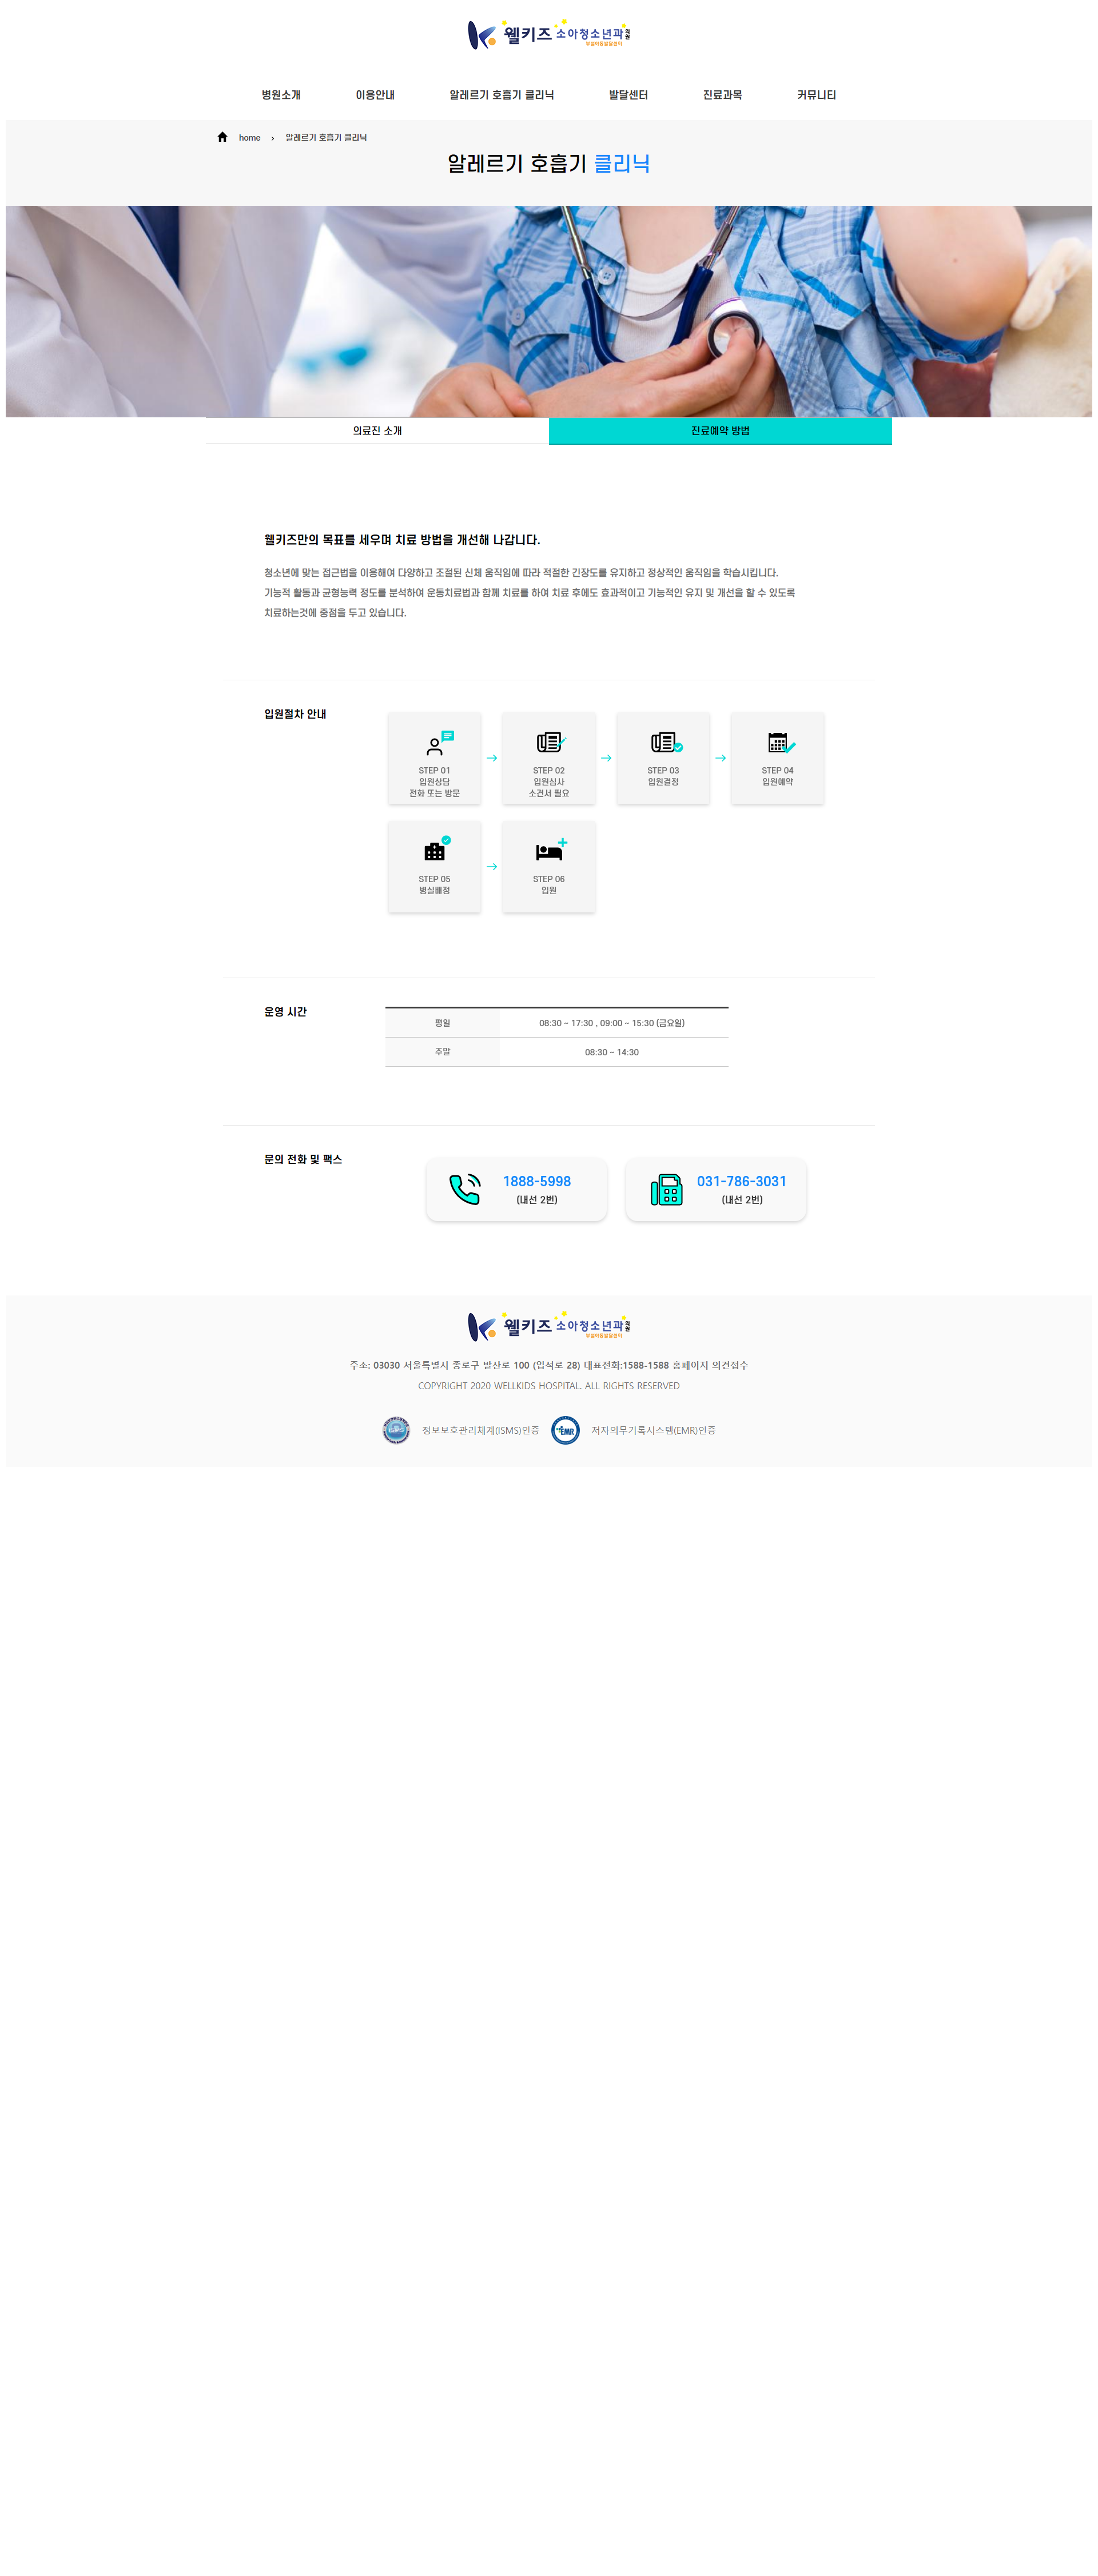 웰키즈 소아청소년과 의원
부설아동발달센터
병원소개 이용안내 알레르기 호흡기 클리닉 발달센터 진료과목 커뮤니티
home › 알레르기 호흡기 클리닉
알레르기 호흡기 클리닉
의료진 소개 진료예약 방법
웰키즈만의 목표를 세우며 치료 방법을 개선해 나갑니다.
청소년에 맞는 접근법을 이용해여 다양하고 조절된 신체 움직임에 따라 적절한 긴장도를 유지하고 정상적인 움직임을 학습시킵니다.
기능적 활동과 균형능력 정도를 분석하여 운동치료법과 함께 치료를 하여 치료 후에도 효과적이고 기능적인 유지 및 개선을 할 수 있도록
치료하는것에 중점을 두고 있습니다.
입원절차 안내
STEP 01
입원상담
전화 또는 방문
STEP 02
입원심사
소견서 필요
STEP 03
입원결정
STEP 04
입원예약
STEP 05
병실배정
STEP 06
입원
운영 시간
평일 08:30 ~ 17:30 , 09:00 ~ 15:30 (금요일)
주말 08:30 ~ 14:30
문의 전화 및 팩스
1888-5998
(내선 2번)
031-786-3031
(내선 2번)
웰키즈 소아청소년과 의원
부설아동발달센터
주소: 03030 서울특별시 종로구 발산로 100 (입석로 28) 대표전화:1588-1588 홈페이지 의견접수
COPYRIGHT 2020 WELLKIDS HOSPITAL. ALL RIGHTS RESERVED
정보보호관리체계(ISMS)인증 EMR 저자의무기록시스템(EMR)인증